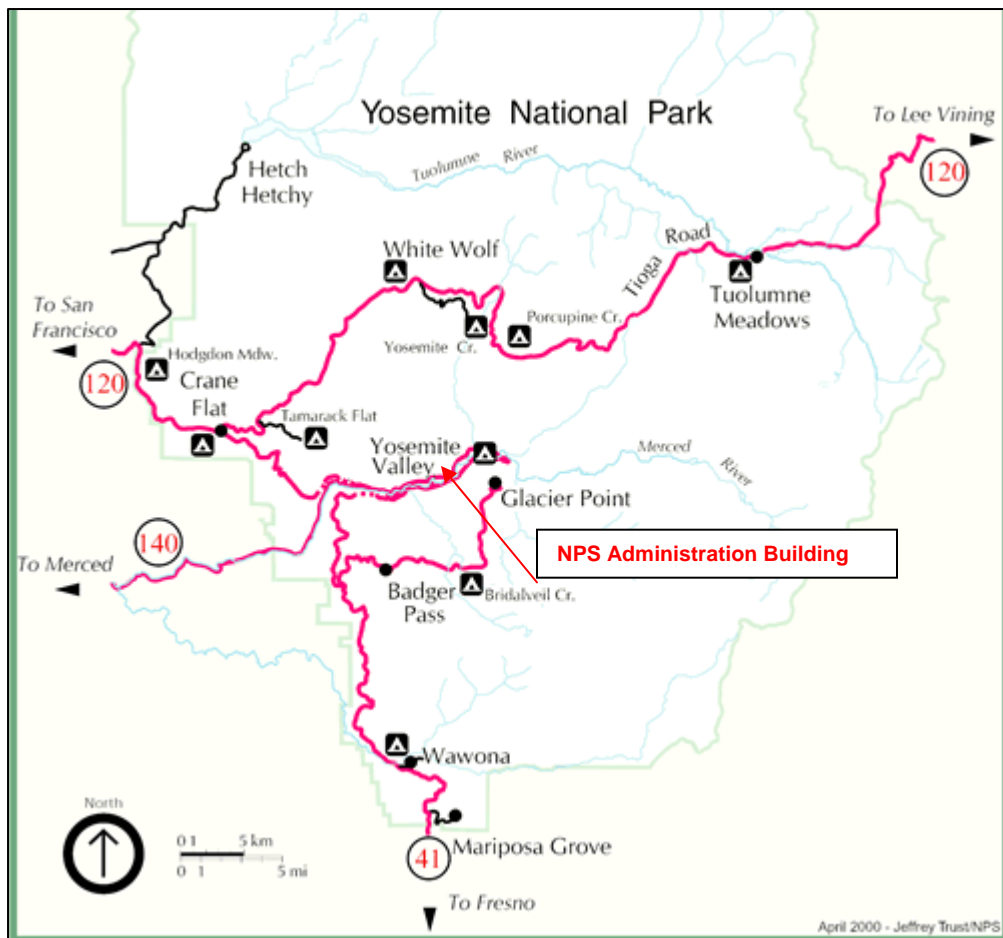 Yosemite National Park
To Lee Vining
120
Hetch
Hetchy
Tuolumne
River
White Wolf
Road
Tioga
Tuolumne
Meadows
To San
Francisco
120
Hodgdon Mdw.
Crane
Flat
Yosemite Cr.
Porcupine Cr.
Tamarack Flat
Yosemite
Valley
Merced
River
Glacier Point
140
To Merced
NPS Administration Building
Badger
Pass
Bridalveil Cr.
Wawona
North
0 1 5 km
0 1 5 mi
Mariposa Grove
41
To Fresno
April 2000 - Jeffrey Trust/NPS